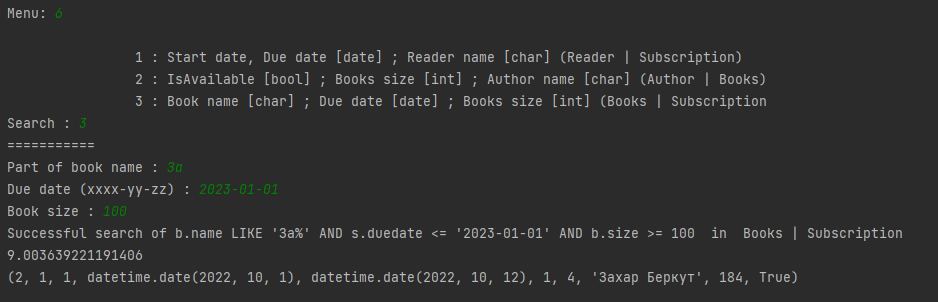 Menu: 6
1 : Start date, Due date [date] ; Reader name [char] (Reader | Subscription)
2 : IsAvailable [bool] ; Books size [int] ; Author name [char] (Author | Books)
3 : Book name [char] ; Due date [date] ; Books size [int] (Books | Subscription
Search : 3
===========
Part of book name : За
Due date (xxxx-yy-zz) : 2023-01-01
Book size : 100
Successful search of b.name LIKE 'За%' AND s.duedate <= '2023-01-01' AND b.size >= 100  in  Books | Subscription
9.003639221191406
(2, 1, 1, datetime.date(2022, 10, 1), datetime.date(2022, 10, 12), 1, 4, 'Захар Беркут', 184, True)